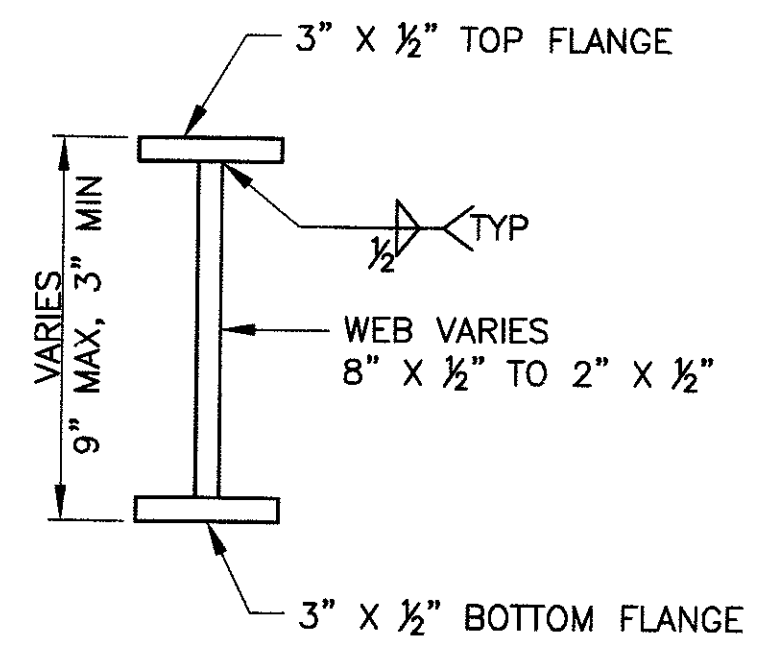 3" X ½" TOP FLANGE
VARIES
9" MAX, 3" MIN
½
TYP
WEB VARIES
8" X ½" TO 2" X ½"
3" X ½" BOTTOM FLANGE